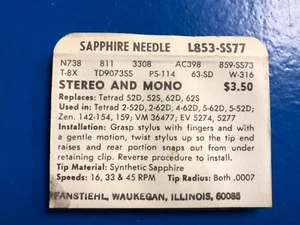 SAPPHIRE NEEDLE L853-SS77
N738 811 3308 AC398 859-SS73
T-8X TD9073SS PS-114 63-SD W-316
STEREO AND MONO $3.50
Replaces: Tetrad 52D, 52S, 62D, 62S
Used in: Tetrad 2-52D, 2-62D, 4-62D, 5-62D, 5-52D;
Zen. 142-154, 159; VM 36477; EV 5274, 5277
Installation: Grasp stylus with fingers and with
a gentle motion, twist stylus so the tip end
raises and rear portion snaps out from under
retaining clip. Reverse procedure to install.
Tip Material: Synthetic Sapphire
Speeds: 16, 33 & 45 RPM Tip Radius: Both .0007
PFANSTIEHL, WAUKEGAN, ILLINOIS, 60085